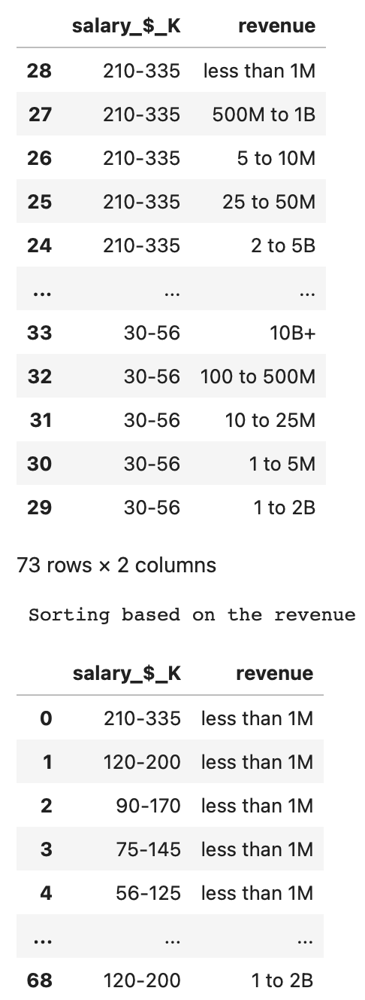 salary_$_K revenue
28 210-335 less than 1M
27 210-335 500M to 1B
26 210-335 5 to 10M
25 210-335 25 to 50M
24 210-335 2 to 5B
... ... ...
33 30-56 10B+
32 30-56 100 to 500M
31 30-56 10 to 25M
30 30-56 1 to 5M
29 30-56 1 to 2B
73 rows × 2 columns
Sorting based on the revenue
salary_$_K revenue
0 210-335 less than 1M
1 120-200 less than 1M
2 90-170 less than 1M
3 75-145 less than 1M
4 56-125 less than 1M
... ... ...
68 120-200 1 to 2B